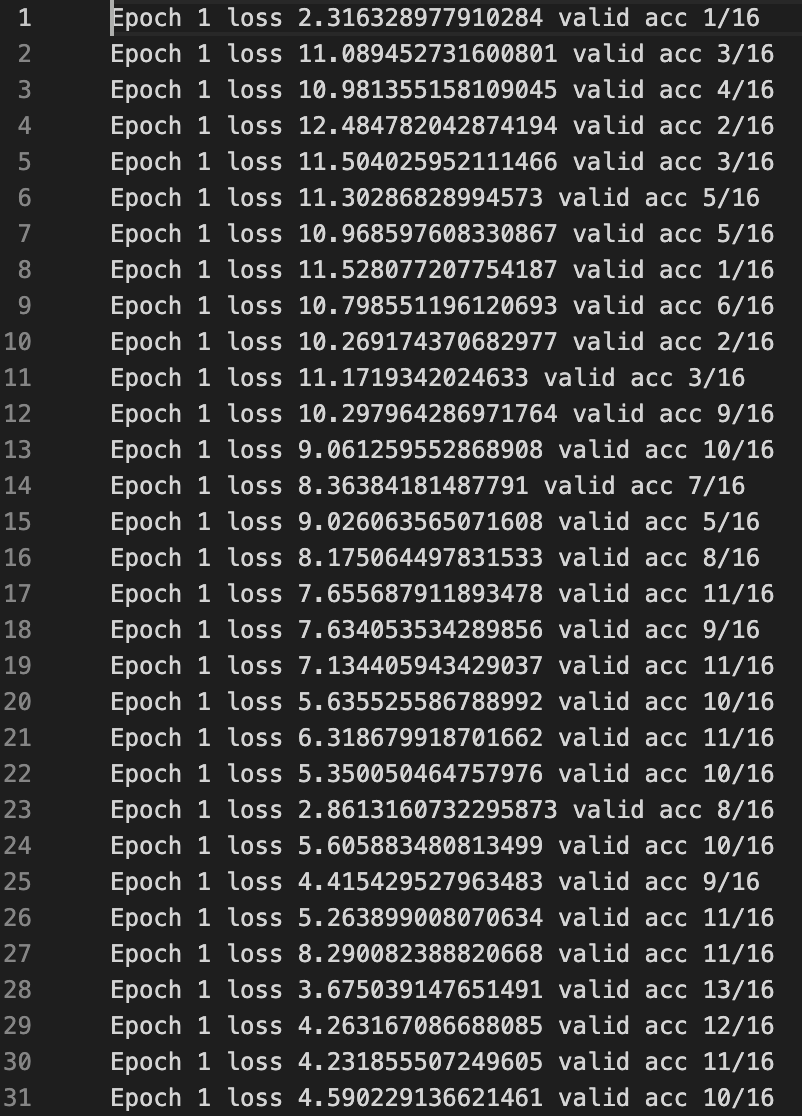 1 Epoch 1 loss 2.316328977910284 valid acc 1/16
2 Epoch 1 loss 11.089452731600801 valid acc 3/16
3 Epoch 1 loss 10.981355158109045 valid acc 4/16
4 Epoch 1 loss 12.484782042874194 valid acc 2/16
5 Epoch 1 loss 11.504025952111466 valid acc 3/16
6 Epoch 1 loss 11.30286828994573 valid acc 5/16
7 Epoch 1 loss 10.968597608330867 valid acc 5/16
8 Epoch 1 loss 11.528077207754187 valid acc 1/16
9 Epoch 1 loss 10.798551196120693 valid acc 6/16
10 Epoch 1 loss 10.269174370682977 valid acc 2/16
11 Epoch 1 loss 11.1719342024633 valid acc 3/16
12 Epoch 1 loss 10.297964286971764 valid acc 9/16
13 Epoch 1 loss 9.061259552868908 valid acc 10/16
14 Epoch 1 loss 8.36384181487791 valid acc 7/16
15 Epoch 1 loss 9.026063565071608 valid acc 5/16
16 Epoch 1 loss 8.175064497831533 valid acc 8/16
17 Epoch 1 loss 7.655687911893478 valid acc 11/16
18 Epoch 1 loss 7.634053534289856 valid acc 9/16
19 Epoch 1 loss 7.134405943429037 valid acc 11/16
20 Epoch 1 loss 5.635525586788992 valid acc 10/16
21 Epoch 1 loss 6.318679918701662 valid acc 11/16
22 Epoch 1 loss 5.350050464757976 valid acc 10/16
23 Epoch 1 loss 2.8613160732295873 valid acc 8/16
24 Epoch 1 loss 5.605883480813499 valid acc 10/16
25 Epoch 1 loss 4.415429527963483 valid acc 9/16
26 Epoch 1 loss 5.263899008070634 valid acc 11/16
27 Epoch 1 loss 8.290082388820668 valid acc 11/16
28 Epoch 1 loss 3.675039147651491 valid acc 13/16
29 Epoch 1 loss 4.263167086688085 valid acc 12/16
30 Epoch 1 loss 4.231855507249605 valid acc 11/16
31 Epoch 1 loss 4.590229136621461 valid acc 10/16